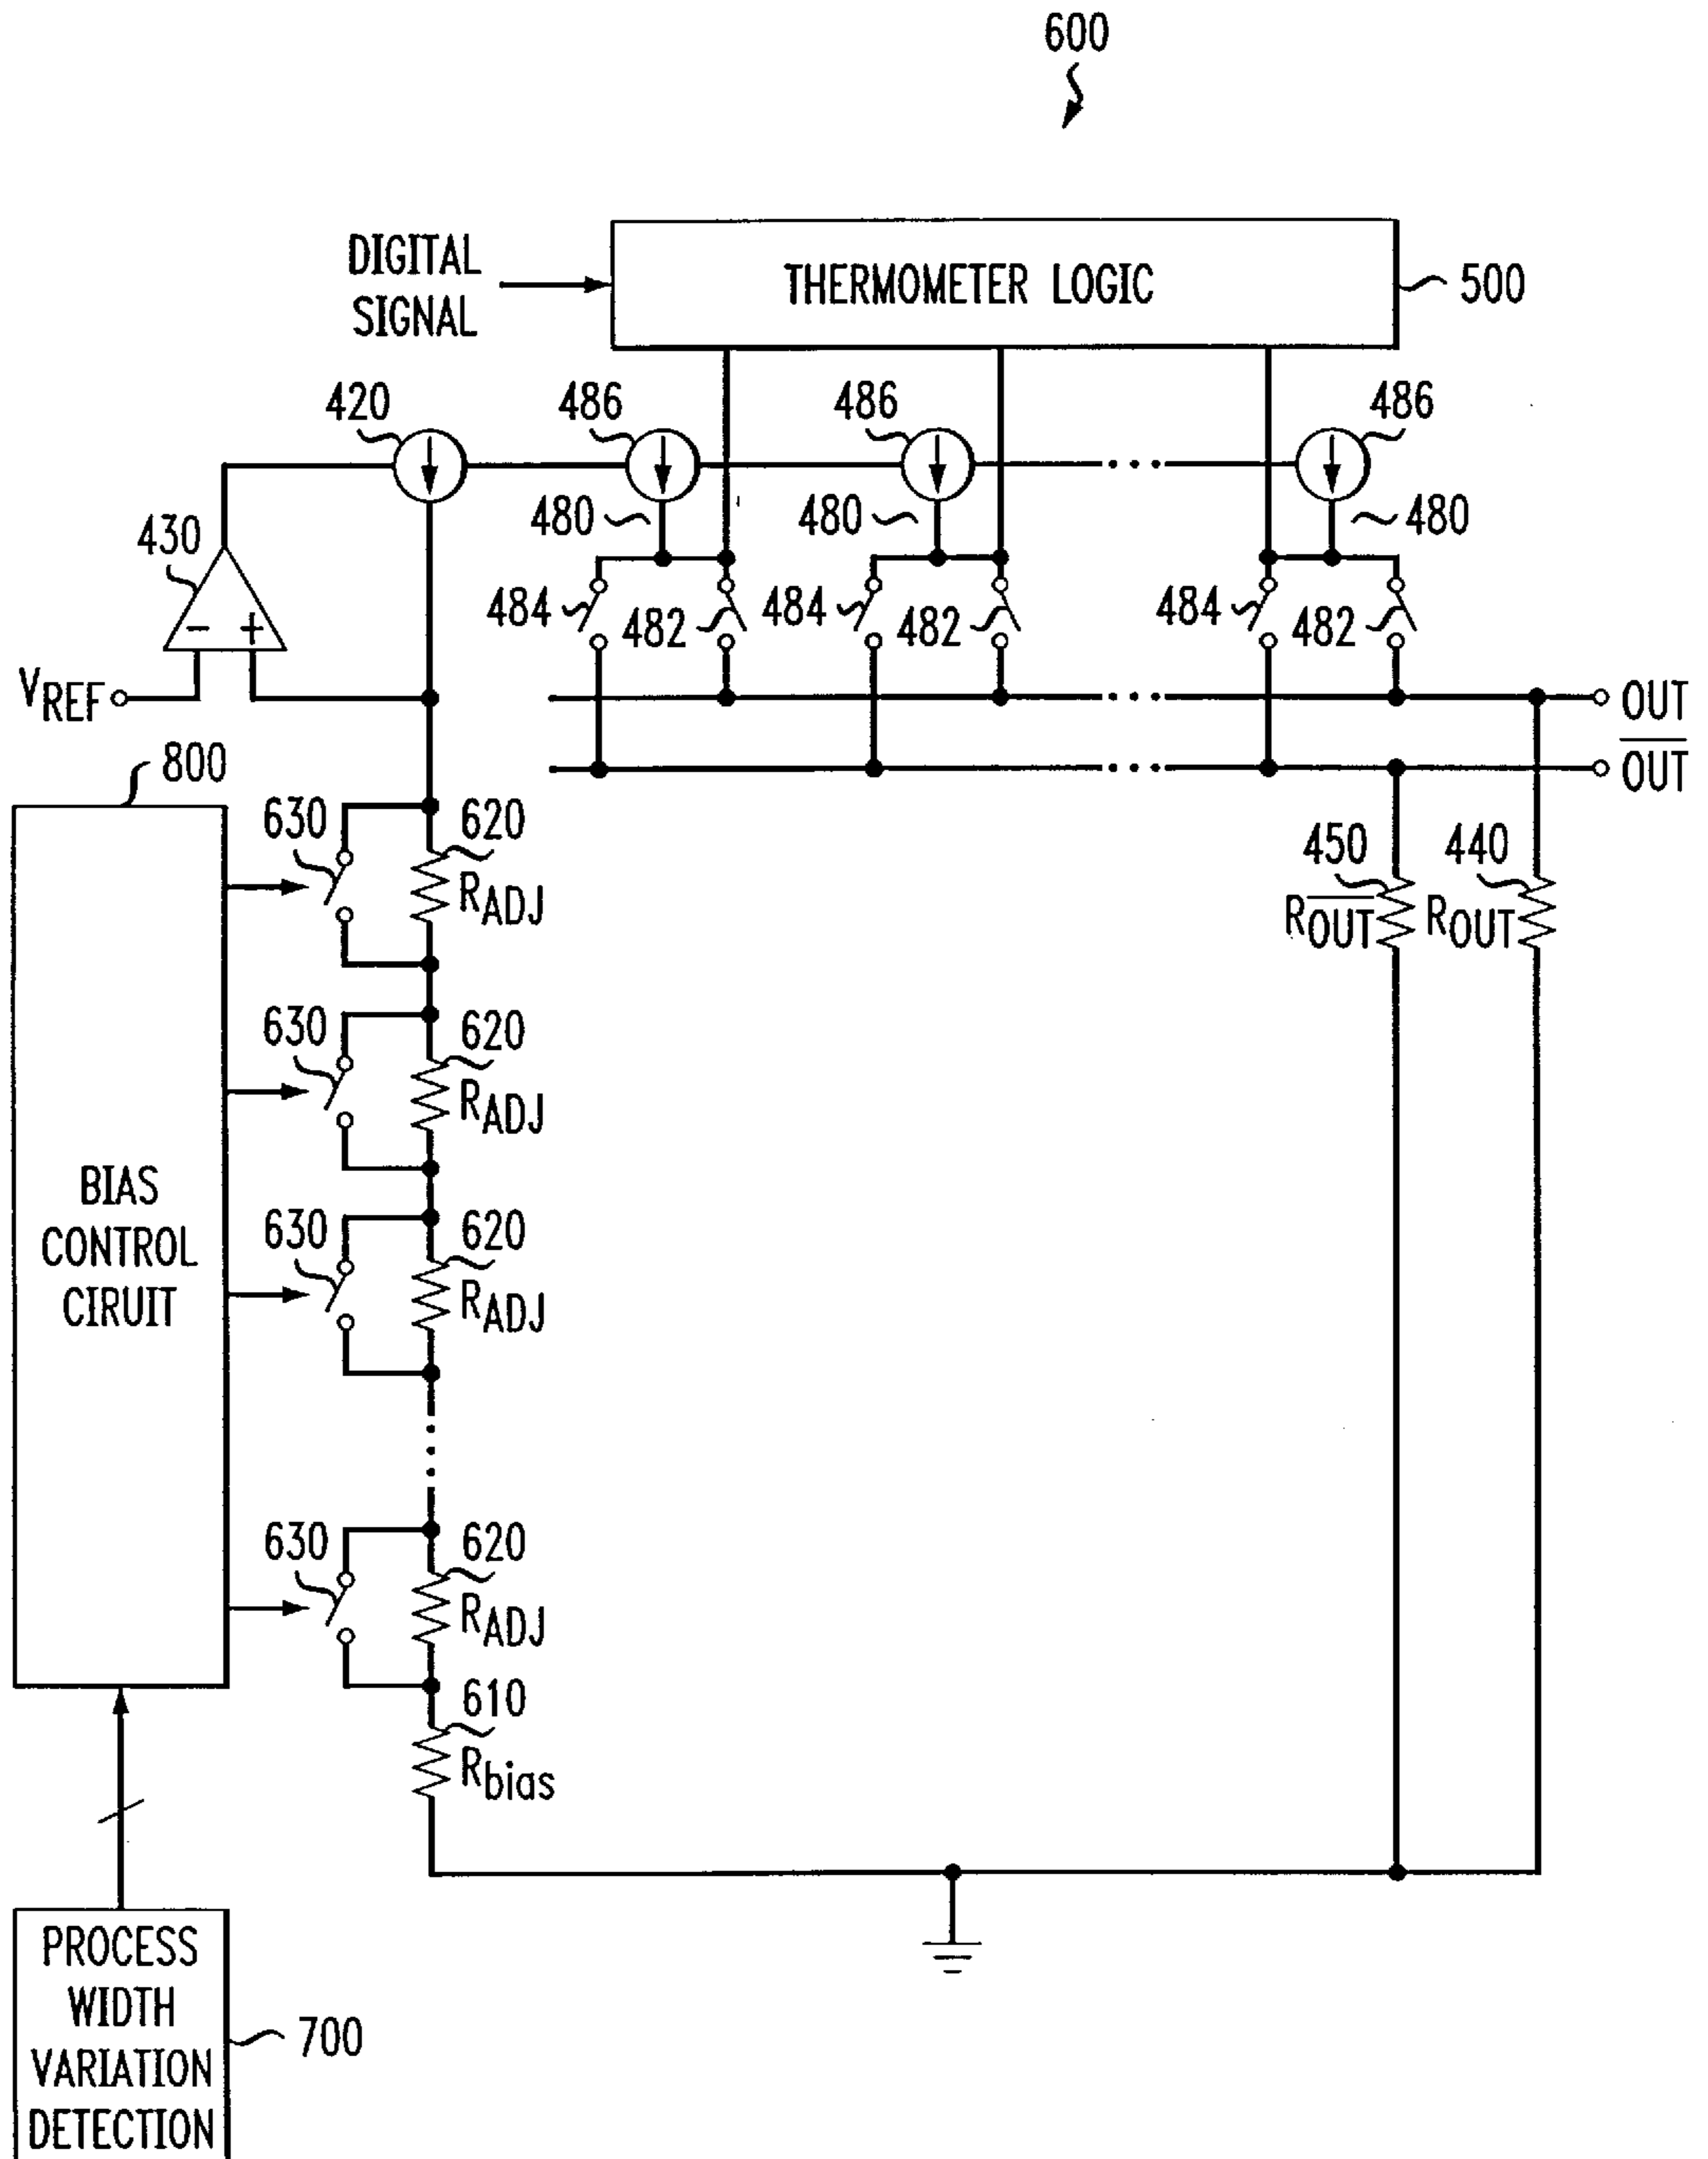 600
DIGITAL
SIGNAL
THERMOMETER LOGIC
500
420
486
486
486
430
480
480
480
484
482
484
482
484
482
− +
VREF
OUT
OUT
800
630
620
RADJ
450
440
ROUT
ROUT
630
620
RADJ
BIAS
CONTROL
CIRUIT
630
620
RADJ
630
620
RADJ
610
Rbias
PROCESS
WIDTH
VARIATION
DETECTION
700